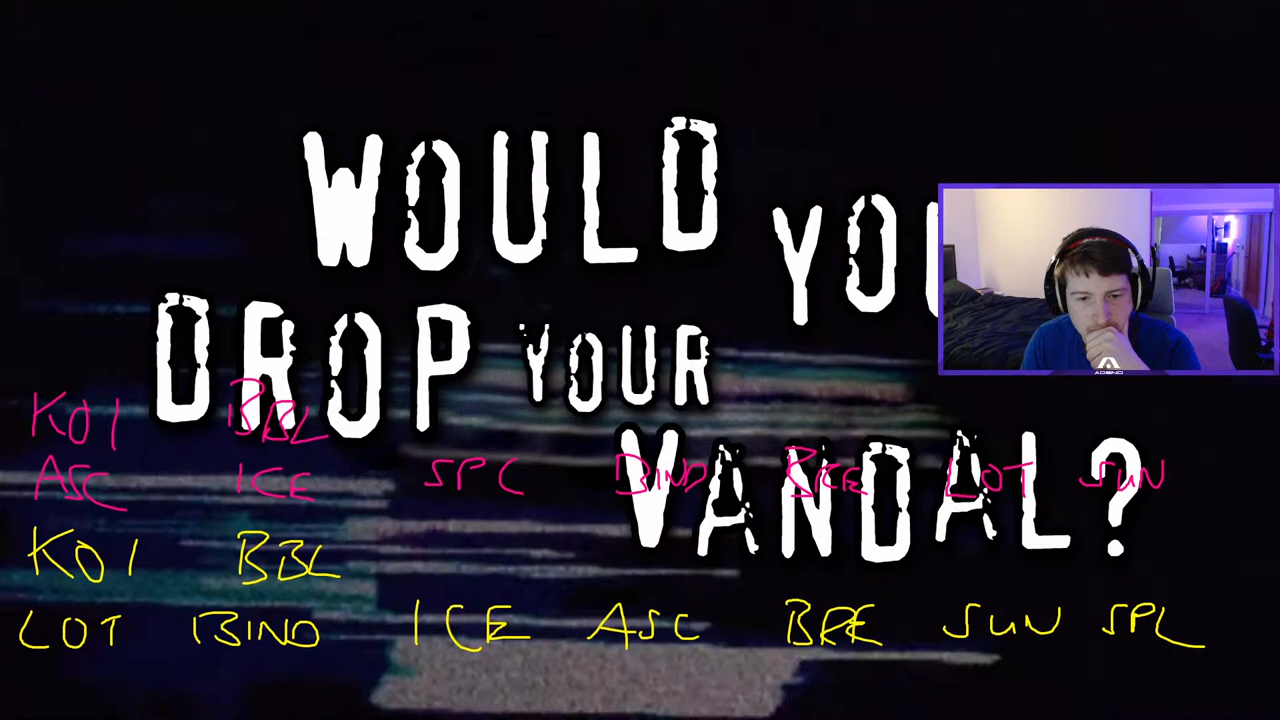 WOULD YOU
DROP YOUR
VANDAL?
KOI BBL
ASC ICE SPC BIND BRE LOT SUN
KOI BBL
LOT BIND ICE ASC BRE SUN SPL